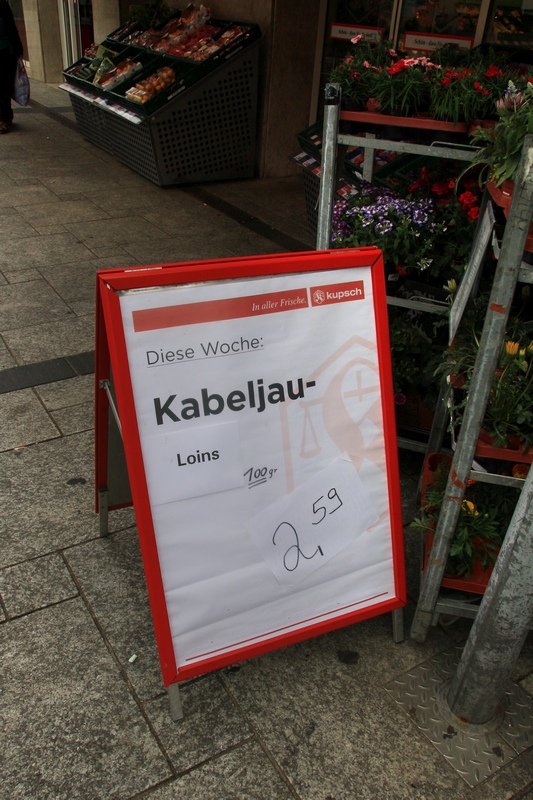 In aller Frische. kupsch
Diese Woche:
Kabeljau-
Loins
100 gr
2,59